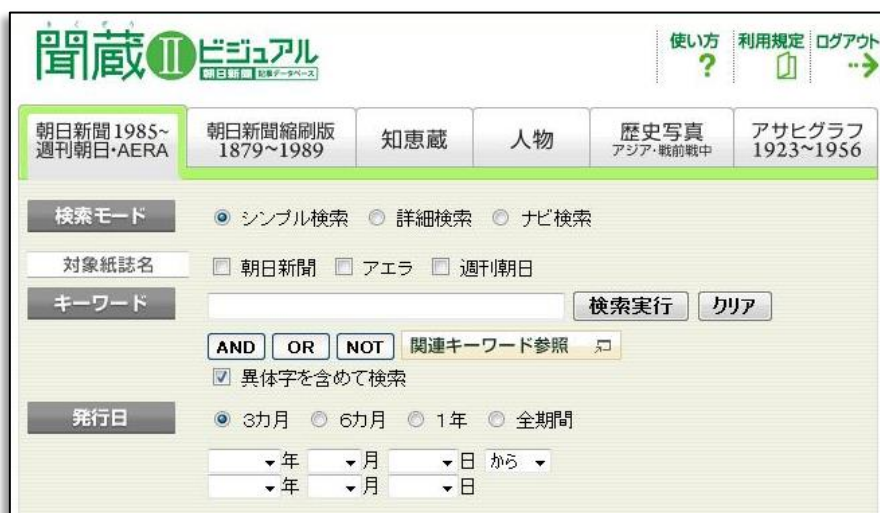 きくぞう
聞蔵Ⅱビジュアル
朝日新聞 記事データベース
使い方 利用規定 ログアウト
?
朝日新聞1985~
週刊朝日・AERA
朝日新聞縮刷版
1879~1989
知恵蔵
人物
歴史写真
アジア・戦前戦中
アサヒグラフ
1923~1956
検索モード シンプル検索 詳細検索 ナビ検索
対象紙誌名 朝日新聞 アエラ 週刊朝日
キーワード 検索実行 クリア
AND OR NOT 関連キーワード参照
異体字を含めて検索
発行日 3カ月 6カ月 1年 全期間
年 月 日 から
年 月 日